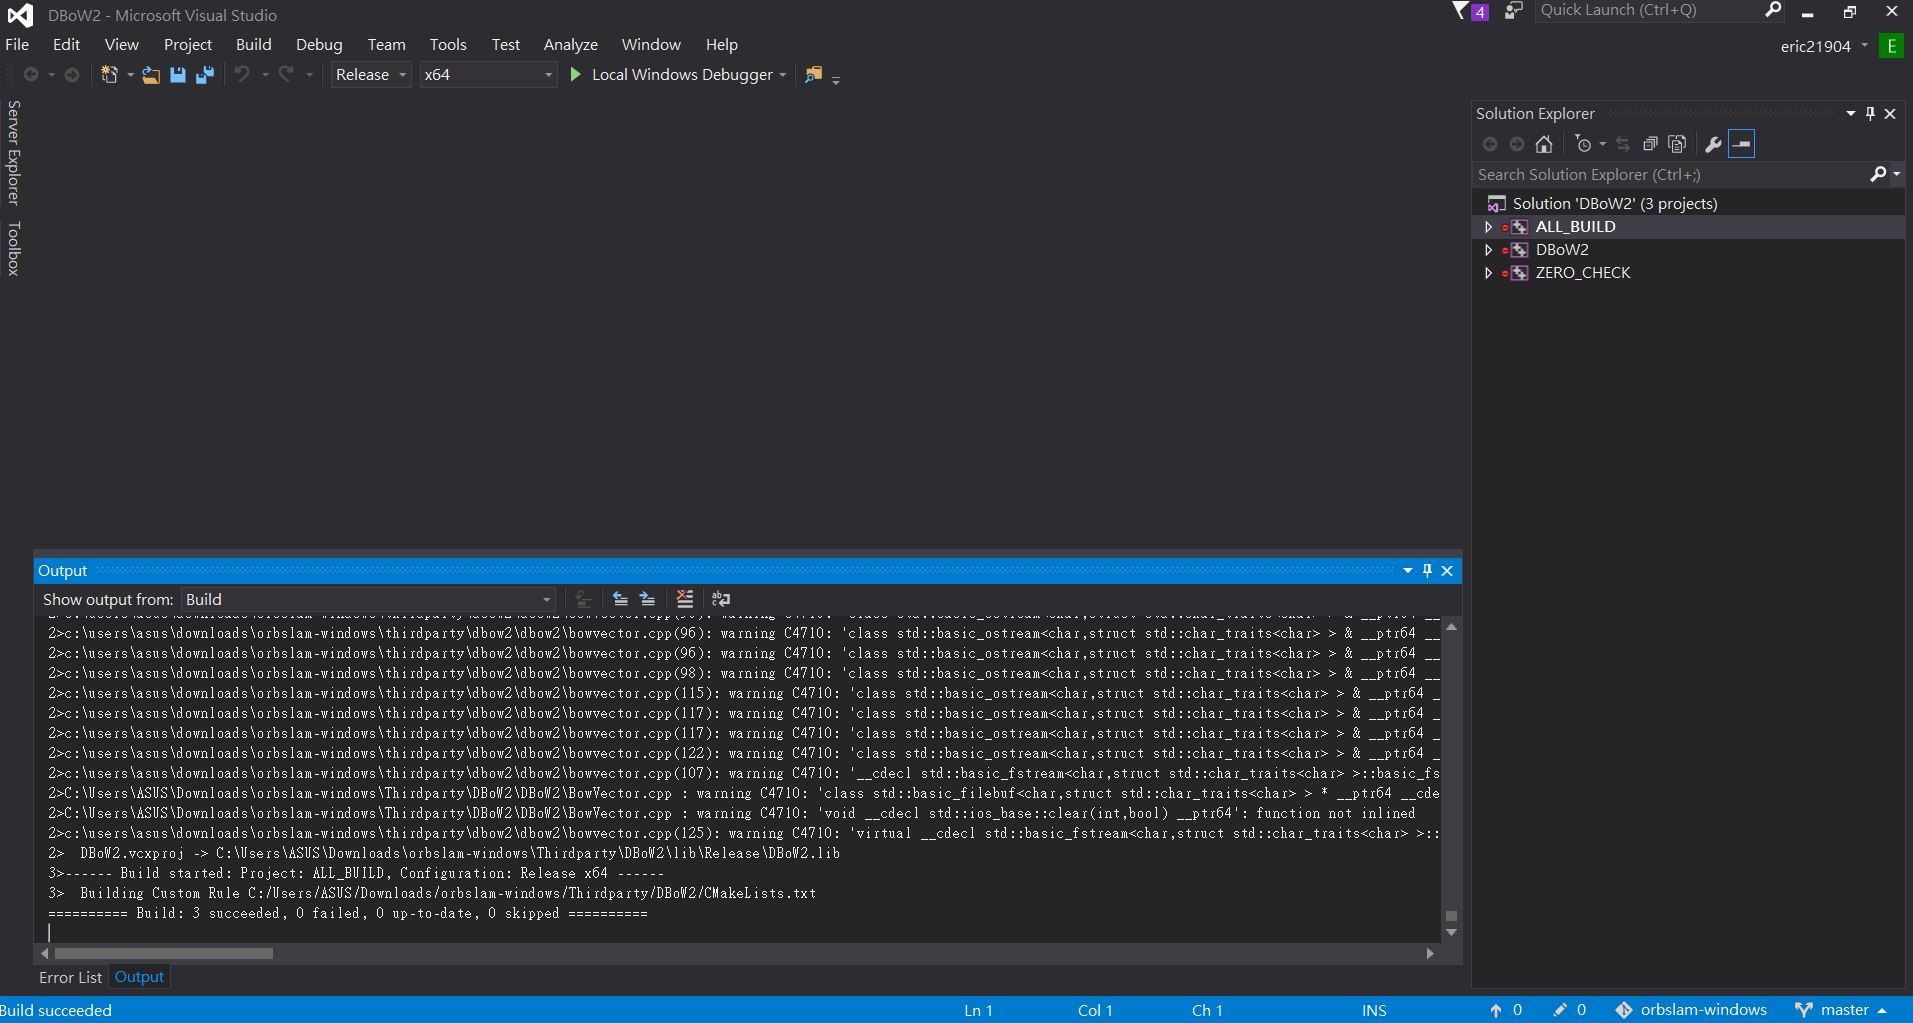 DBoW2 - Microsoft Visual Studio
4
Quick Launch (Ctrl+Q)
File Edit View Project Build Debug Team Tools Test Analyze Window Help
eric21904 E
Release x64 Local Windows Debugger
Server Explorer
Toolbox
Solution Explorer
Search Solution Explorer (Ctrl+;)
Solution 'DBoW2' (3 projects)
ALL_BUILD
DBoW2
ZERO_CHECK
Output
Show output from: Build
2>c:\users\asus\downloads\orbslam-windows\thirdparty\dbow2\dbow2\bowvector.cpp(96): warning C4710: 'class std::basic_ostream<char,struct std::char_traits<char> > & __ptr64 __
2>c:\users\asus\downloads\orbslam-windows\thirdparty\dbow2\dbow2\bowvector.cpp(96): warning C4710: 'class std::basic_ostream<char,struct std::char_traits<char> > & __ptr64 __
2>c:\users\asus\downloads\orbslam-windows\thirdparty\dbow2\dbow2\bowvector.cpp(98): warning C4710: 'class std::basic_ostream<char,struct std::char_traits<char> > & __ptr64 __
2>c:\users\asus\downloads\orbslam-windows\thirdparty\dbow2\dbow2\bowvector.cpp(115): warning C4710: 'class std::basic_ostream<char,struct std::char_traits<char> > & __ptr64 _
2>c:\users\asus\downloads\orbslam-windows\thirdparty\dbow2\dbow2\bowvector.cpp(117): warning C4710: 'class std::basic_ostream<char,struct std::char_traits<char> > & __ptr64 _
2>c:\users\asus\downloads\orbslam-windows\thirdparty\dbow2\dbow2\bowvector.cpp(117): warning C4710: 'class std::basic_ostream<char,struct std::char_traits<char> > & __ptr64 _
2>c:\users\asus\downloads\orbslam-windows\thirdparty\dbow2\dbow2\bowvector.cpp(122): warning C4710: 'class std::basic_ostream<char,struct std::char_traits<char> > & __ptr64 _
2>c:\users\asus\downloads\orbslam-windows\thirdparty\dbow2\dbow2\bowvector.cpp(107): warning C4710: '__cdecl std::basic_fstream<char,struct std::char_traits<char> >::basic_fs
2>C:\Users\ASUS\Downloads\orbslam-windows\Thirdparty\DBoW2\DBoW2\BowVector.cpp : warning C4710: 'class std::basic_filebuf<char,struct std::char_traits<char> > * __ptr64 __cde
2>C:\Users\ASUS\Downloads\orbslam-windows\Thirdparty\DBoW2\DBoW2\BowVector.cpp : warning C4710: 'void __cdecl std::ios_base::clear(int,bool) __ptr64': function not inlined
2>c:\users\asus\downloads\orbslam-windows\thirdparty\dbow2\dbow2\bowvector.cpp(125): warning C4710: 'virtual __cdecl std::basic_fstream<char,struct std::char_traits<char> >::
2>  DBoW2.vcxproj -> C:\Users\ASUS\Downloads\orbslam-windows\Thirdparty\DBoW2\lib\Release\DBoW2.lib
3>------ Build started: Project: ALL_BUILD, Configuration: Release x64 ------
3>  Building Custom Rule C:/Users/ASUS/Downloads/orbslam-windows/Thirdparty/DBoW2/CMakeLists.txt
========== Build: 3 succeeded, 0 failed, 0 up-to-date, 0 skipped ==========
Error List Output
Build succeeded Ln 1 Col 1 Ch 1 INS 0 0 orbslam-windows master